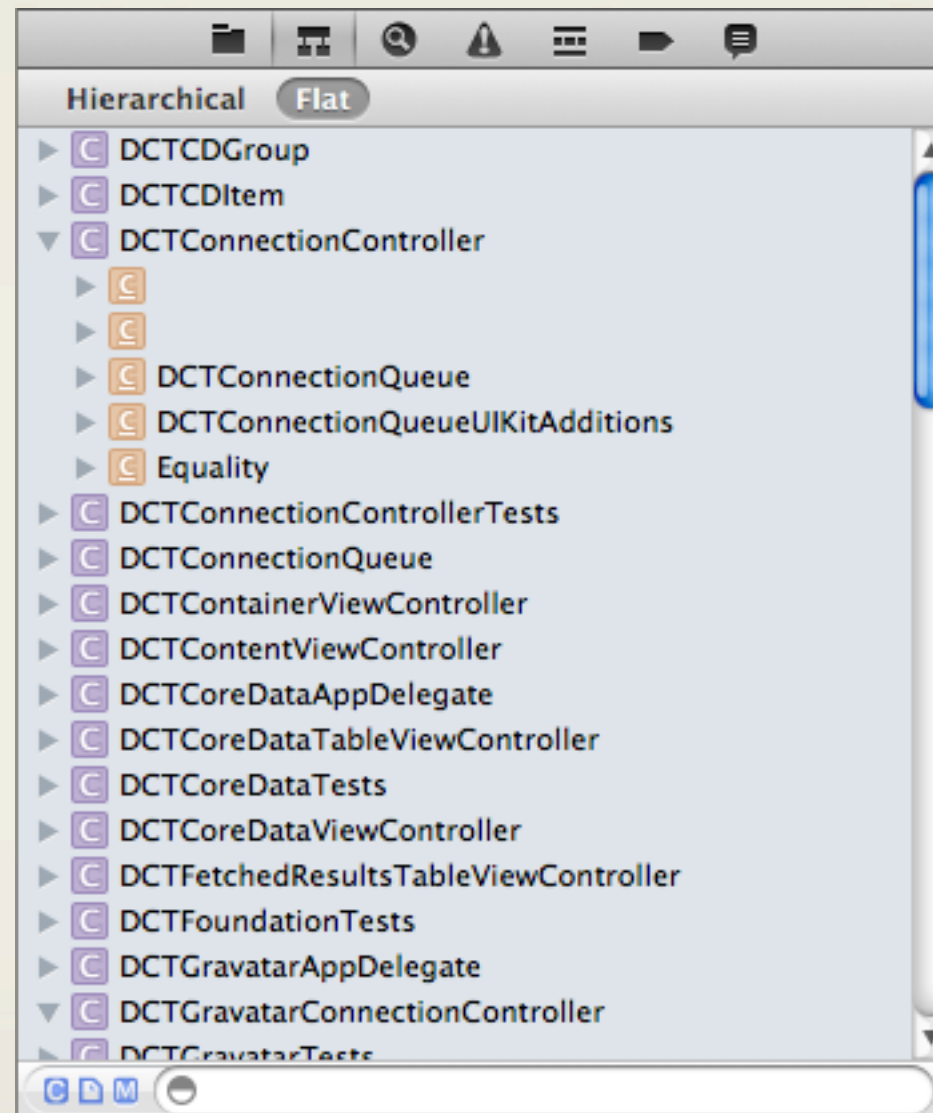 Hierarchical Flat
C DCTCDGroup
C DCTCDItem
C DCTConnectionController
C
C
C DCTConnectionQueue
C DCTConnectionQueueUIKitAdditions
C Equality
C DCTConnectionControllerTests
C DCTConnectionQueue
C DCTContainerViewController
C DCTContentViewController
C DCTCoreDataAppDelegate
C DCTCoreDataTableViewController
C DCTCoreDataTests
C DCTCoreDataViewController
C DCTFetchedResultsTableViewController
C DCTFoundationTests
C DCTGravatarAppDelegate
C DCTGravatarConnectionController
C DCTGravatarTests
C M